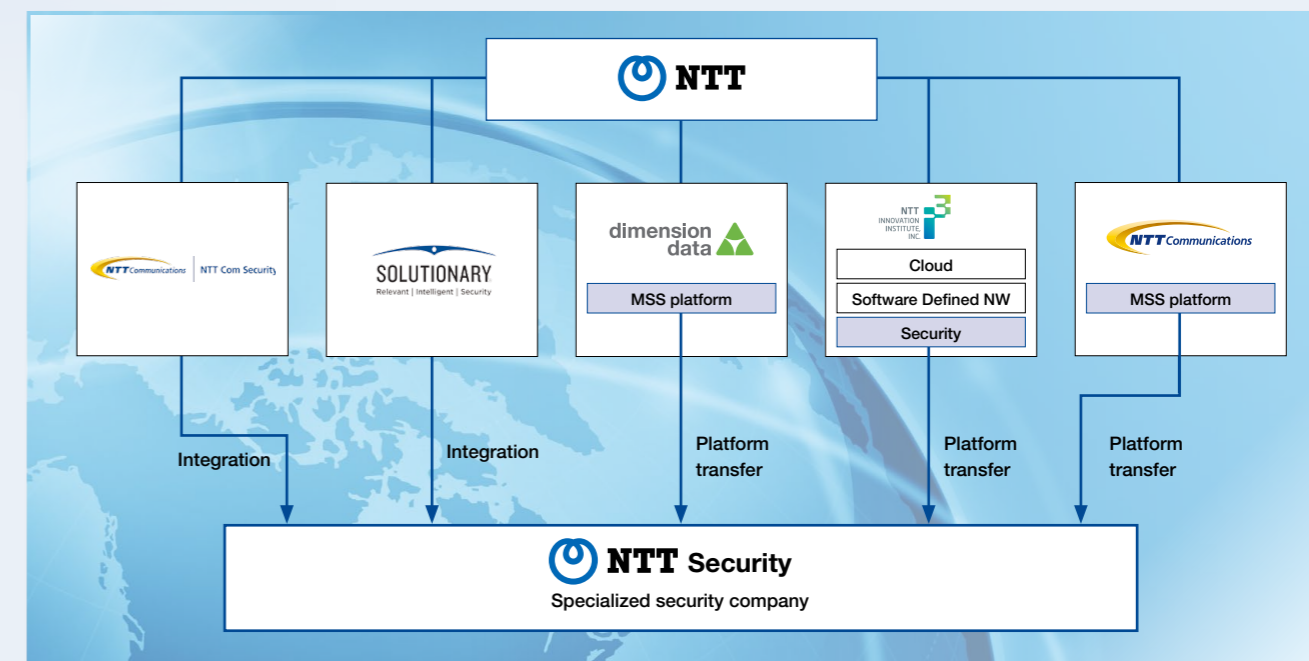 NTT
NTT Communications
NTT Com Security
SOLUTIONARY
Relevant | Intelligent | Security
dimension
data
MSS platform
NTT
INNOVATION
INSTITUTE,
INC.
i3
Cloud
Software Defined NW
Security
NTT Communications
MSS platform
Integration
Integration
Platform
transfer
Platform
transfer
Platform
transfer
NTT Security
Specialized security company